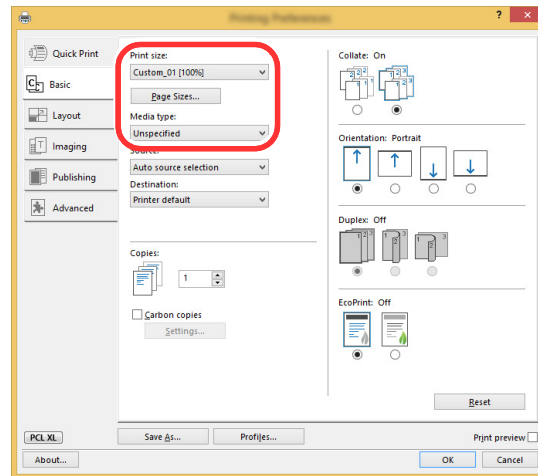 Printing Preferences
?
Quick Print
Basic
Layout
Imaging
Publishing
Advanced
Print size:
Custom_01 [100%]
Page Sizes...
Media type:
Unspecified
Source:
Auto source selection
Destination:
Printer default
Copies:
1
Carbon copies
Settings...
Collate: On
Orientation: Portrait
Duplex: Off
EcoPrint: Off
Reset
PCL XL
Save As...
Profiles...
Print preview
About...
OK
Cancel